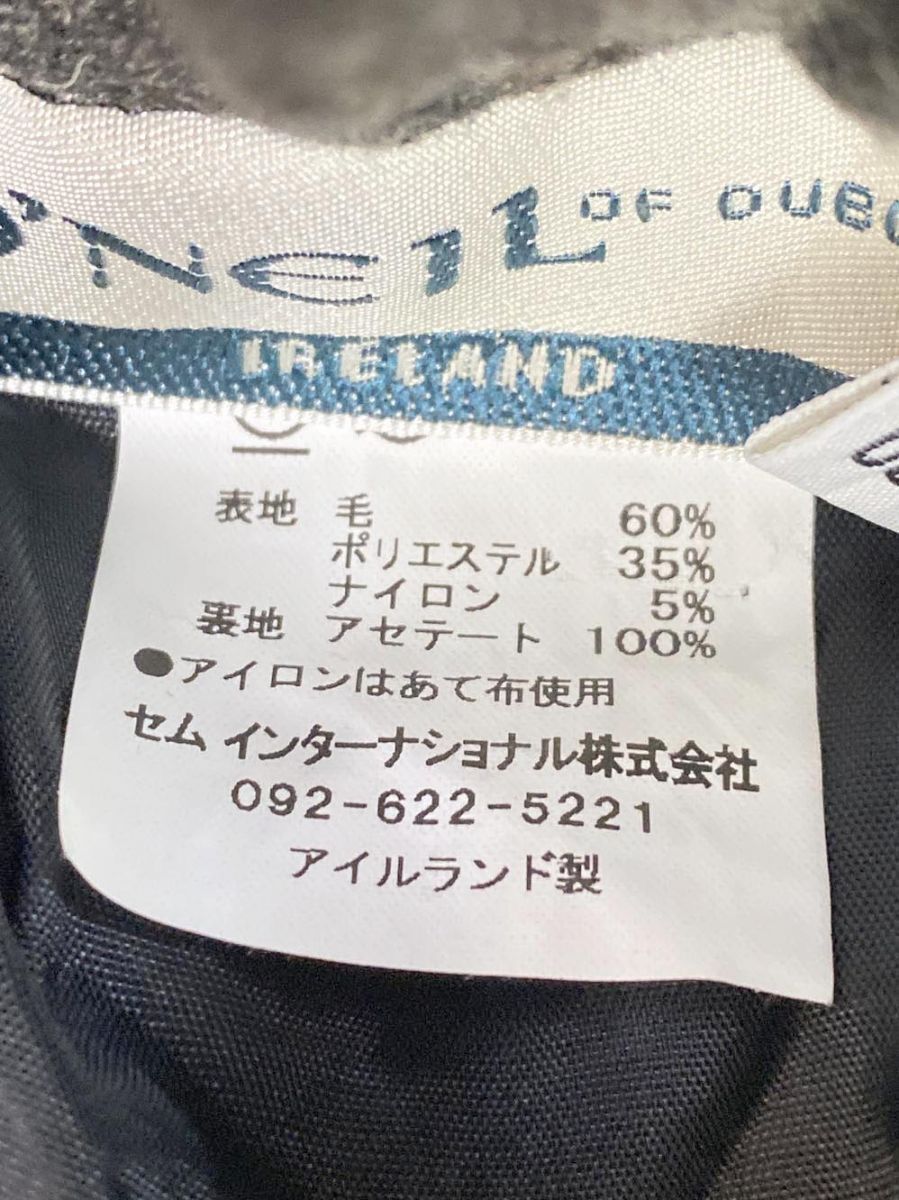 O'NEIL OF DUB
IRELAND
表地 毛 60%
ポリエステル 35%
ナイロン 5%
裏地 アセテート 100%
●アイロンはあて布使用
セム インターナショナル株式会社
092-622-5221
アイルランド製